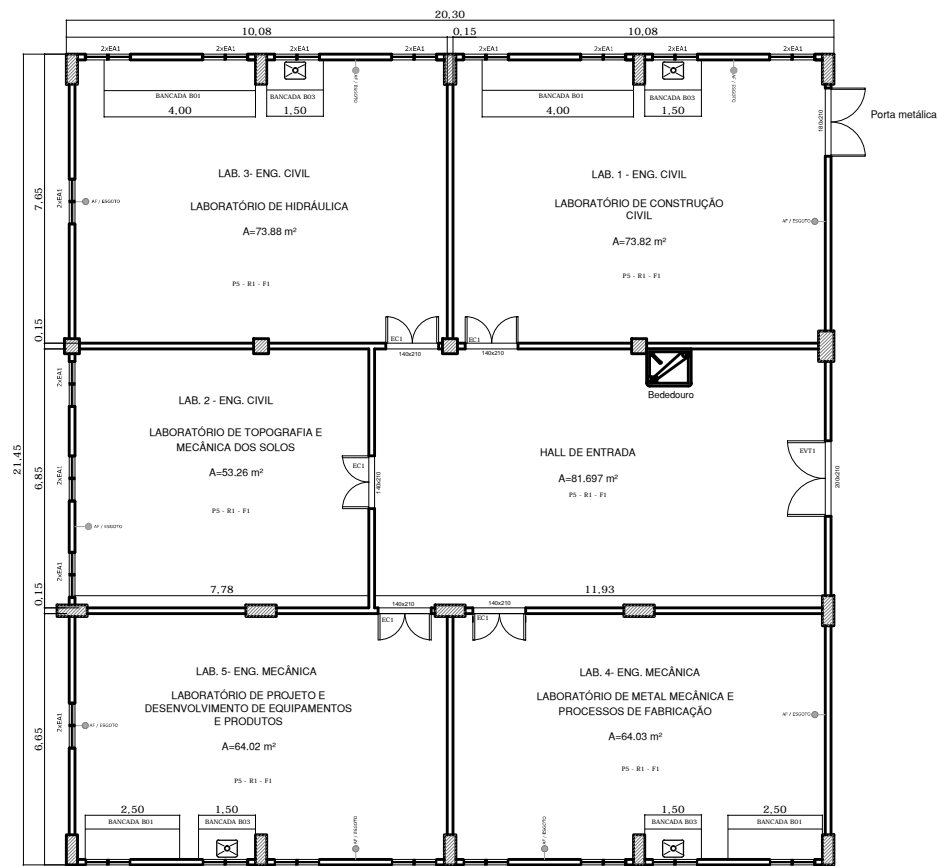 20,30
10,08
0,15
10,08
2xEA1
2xEA1
2xEA1
2xEA1
2xEA1
2xEA1
2xEA1
2xEA1
BANCADA B01
4,00
BANCADA B03
1,50
AF / ESGOTO
BANCADA B01
4,00
BANCADA B03
1,50
AF / ESGOTO
180x210
Porta metálica
7,65
2xEA1
AF / ESGOTO
LAB. 3- ENG. CIVIL
LABORATÓRIO DE HIDRÁULICA
A=73.88 m²
P5 - R1 - F1
LAB. 1 - ENG. CIVIL
LABORATÓRIO DE CONSTRUÇÃO
CIVIL
A=73.82 m²
P5 - R1 - F1
AF / ESGOTO
0,15
EC1
140x210
EC1
140x210
21,45
6,85
2xEA1
2xEA1
2xEA1
AF / ESGOTO
LAB. 2 - ENG. CIVIL
LABORATÓRIO DE TOPOGRAFIA E
MECÂNICA DOS SOLOS
A=53.26 m²
P5 - R1 - F1
EC1
140x210
Bededouro
HALL DE ENTRADA
A=81.697 m²
P5 - R1 - F1
EVT1
200x210
0,15
7,78
11,93
140x210
EC1
140x210
EC1
6,65
2xEA1
AF / ESGOTO
LAB. 5- ENG. MECÂNICA
LABORATÓRIO DE PROJETO E
DESENVOLVIMENTO DE EQUIPAMENTOS
E PRODUTOS
A=64.02 m²
P5 - R1 - F1
LAB. 4- ENG. MECÂNICA
LABORATÓRIO DE METAL MECÂNICA E
PROCESSOS DE FABRICAÇÃO
A=64.03 m²
P5 - R1 - F1
AF / ESGOTO
2,50
BANCADA B01
1,50
BANCADA B03
AF / ESGOTO
AF / ESGOTO
1,50
BANCADA B03
2,50
BANCADA B01